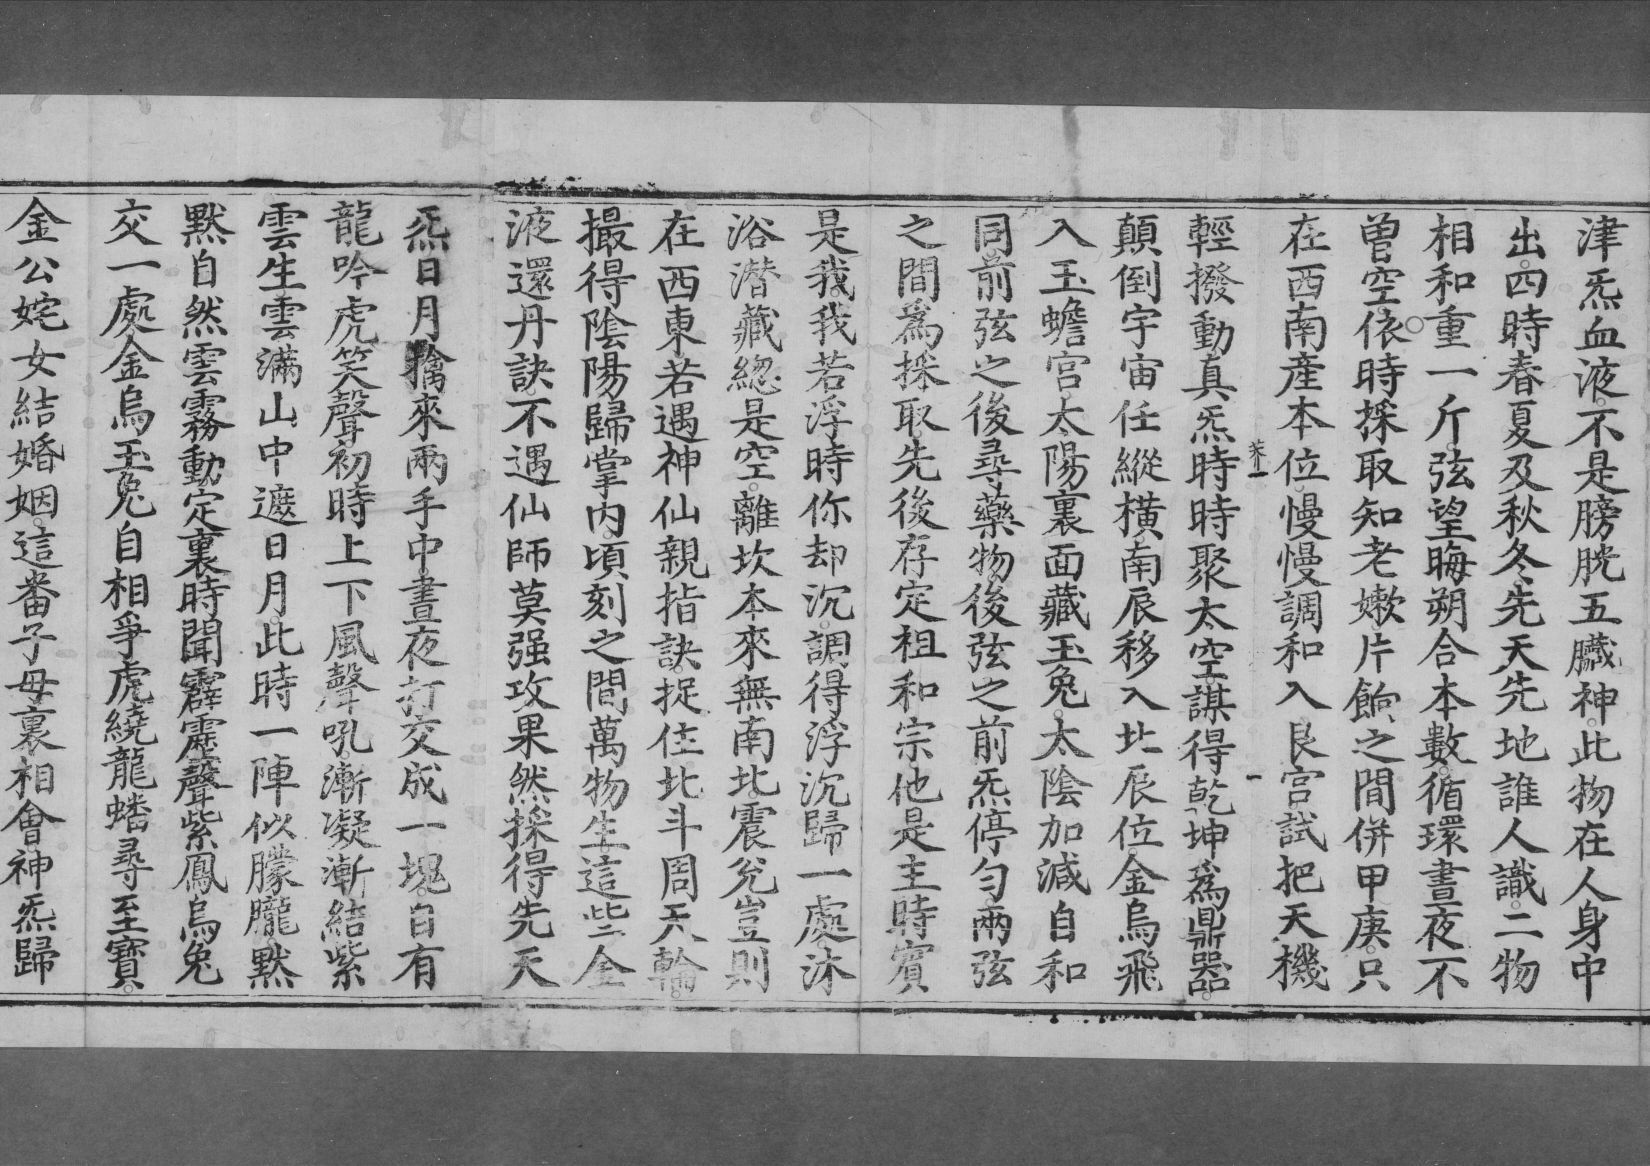 津炁血液不是膀胱五臟神此物在人身中
出四時春夏及秋冬先天先地誰人識二物
相和重一斤弦望晦朔合本數循環晝夜不
曽空依時採取知老嫰片餉之間併甲庚只
在西南產本位慢慢調和入艮宫試把天機
輕撥動真炁時時聚太空謀得乾坤爲鼎器
顛倒宇宙任縱橫南辰移入北辰位金烏飛
入玉蟾宫太陽裏面藏玉兔太陰加減自和
同前弦之後尋藥物後弦之前炁停勻兩弦
之間爲採取先後存定祖和宗他是主時賓
是我我若浮時你却沉調得浮沉歸一處沐
浴潛藏緫是空離坎本來無南北震兊豈則
在西東若遇神仙親指訣捉住北斗周天輪
撮得陰陽歸掌内頃刻之間萬物生這些金
液還丹訣不遇仙師莫强攻果然採得先天
炁日月擒來兩手中晝夜打交成一塊自有
龍吟虎笑聲初時上下風聲吼漸凝漸結紫
雲生雲滿山中遮日月此時一陣似朦朧默
默自然雲霧動定裏時聞霹靂聲紫鳳烏兔
交一處金烏玉兔自相爭虎繞龍蟠尋至寶
金公姹女結婚姻這畨子母裏相會神炁歸